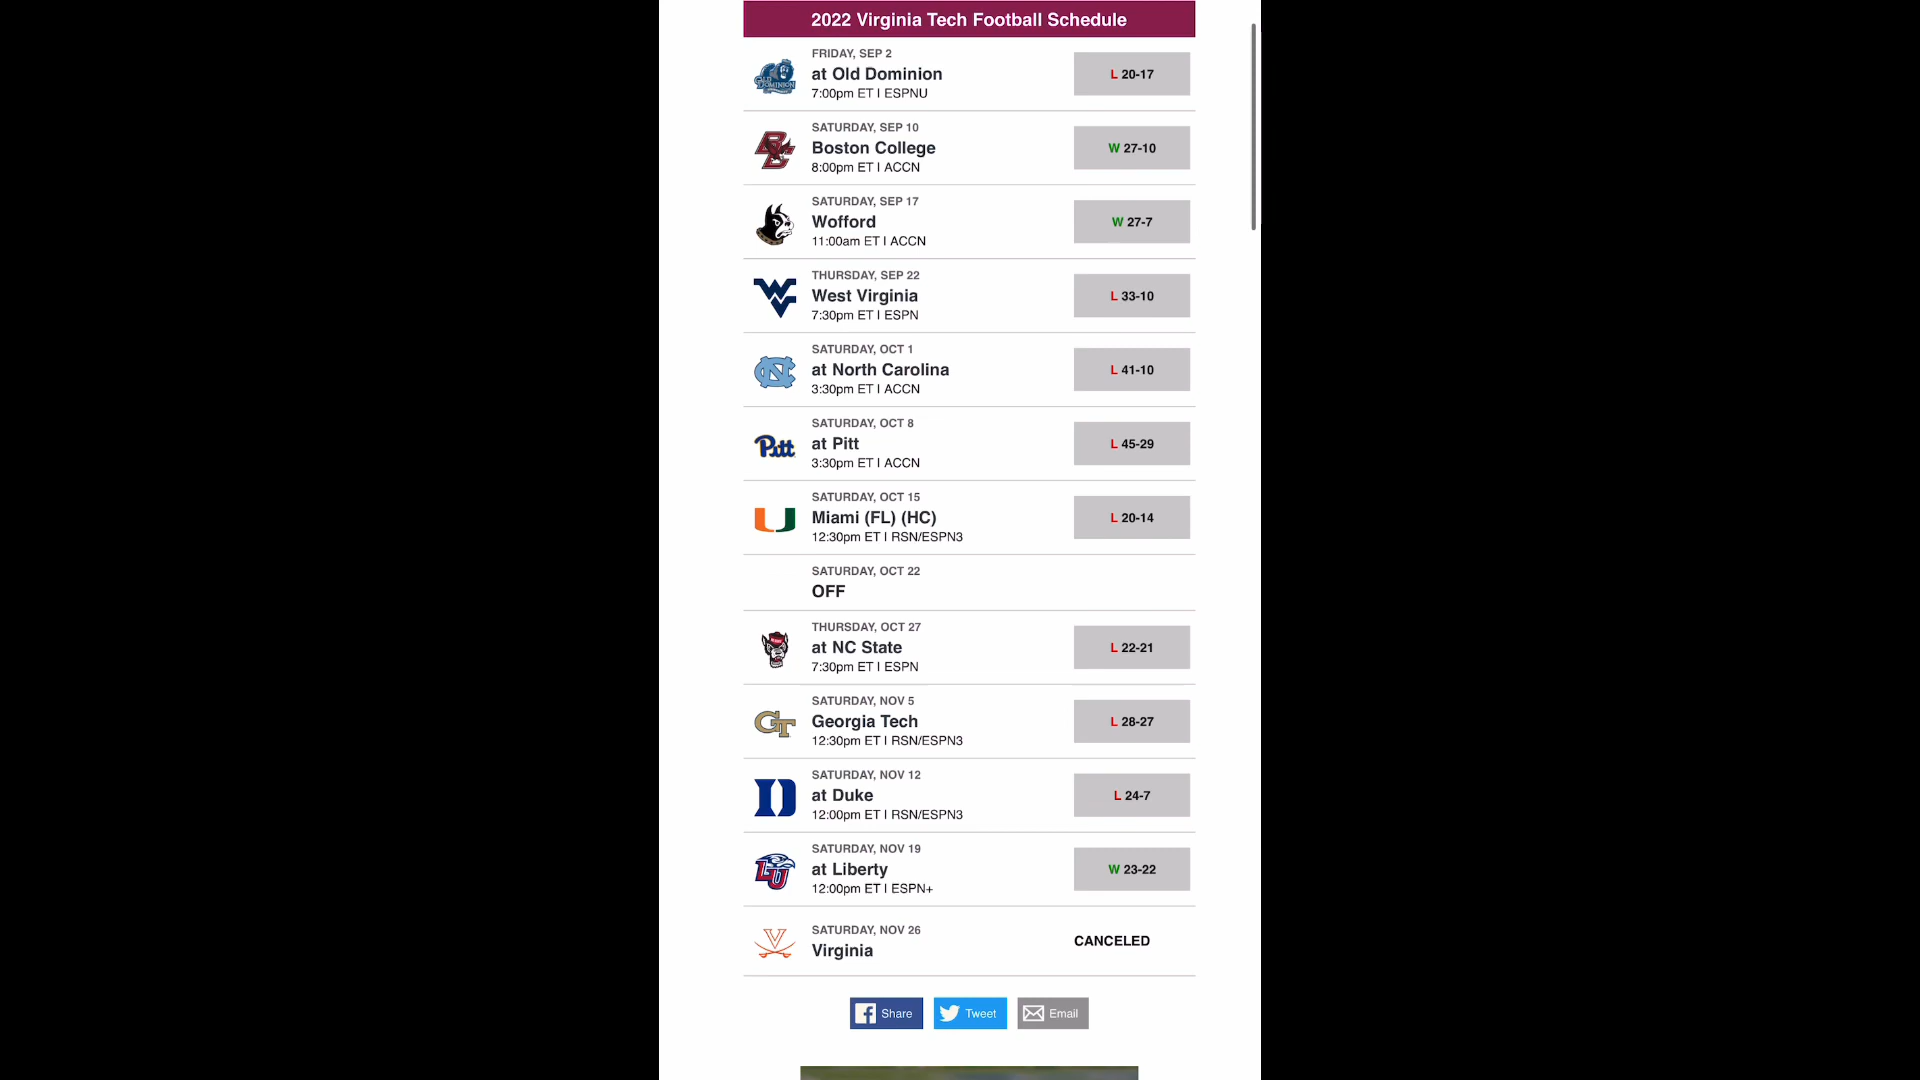 2022 Virginia Tech Football Schedule
FRIDAY, SEP 2
at Old Dominion
7:00pm ET | ESPNU
L 20-17
SATURDAY, SEP 10
Boston College
8:00pm ET | ACCN
W 27-10
SATURDAY, SEP 17
Wofford
11:00am ET | ACCN
W 27-7
THURSDAY, SEP 22
West Virginia
7:30pm ET | ESPN
L 33-10
SATURDAY, OCT 1
at North Carolina
3:30pm ET | ACCN
L 41-10
SATURDAY, OCT 8
Pitt
at Pitt
3:30pm ET | ACCN
L 45-29
SATURDAY, OCT 15
Miami (FL) (HC)
12:30pm ET | RSN/ESPN3
L 20-14
SATURDAY, OCT 22
OFF
THURSDAY, OCT 27
at NC State
7:30pm ET | ESPN
L 22-21
SATURDAY, NOV 5
GT
Georgia Tech
12:30pm ET | RSN/ESPN3
L 28-27
SATURDAY, NOV 12
D
at Duke
12:00pm ET | RSN/ESPN3
L 24-7
SATURDAY, NOV 19
LU
at Liberty
12:00pm ET | ESPN+
W 23-22
SATURDAY, NOV 26
Virginia
CANCELED
Share
Tweet
Email